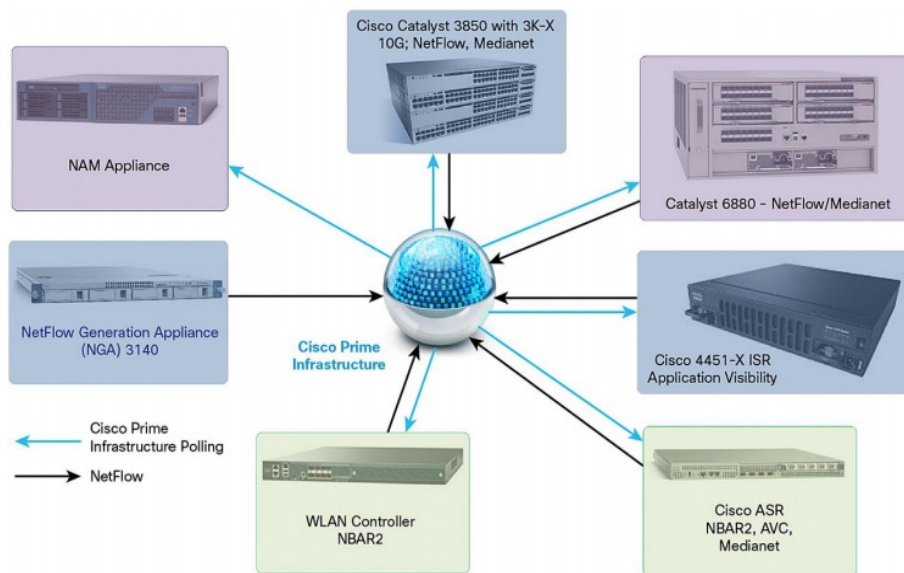 Cisco Catalyst 3850 with 3K-X
10G; NetFlow, Medianet
NAM Appliance
Catalyst 6880 - NetFlow/Medianet
NetFlow Generation Appliance
(NGA) 3140
Cisco Prime
Infrastructure
Cisco 4451-X ISR
Application Visibility
Cisco Prime
Infrastructure Polling
NetFlow
WLAN Controller
NBAR2
Cisco ASR
NBAR2, AVC,
Medianet